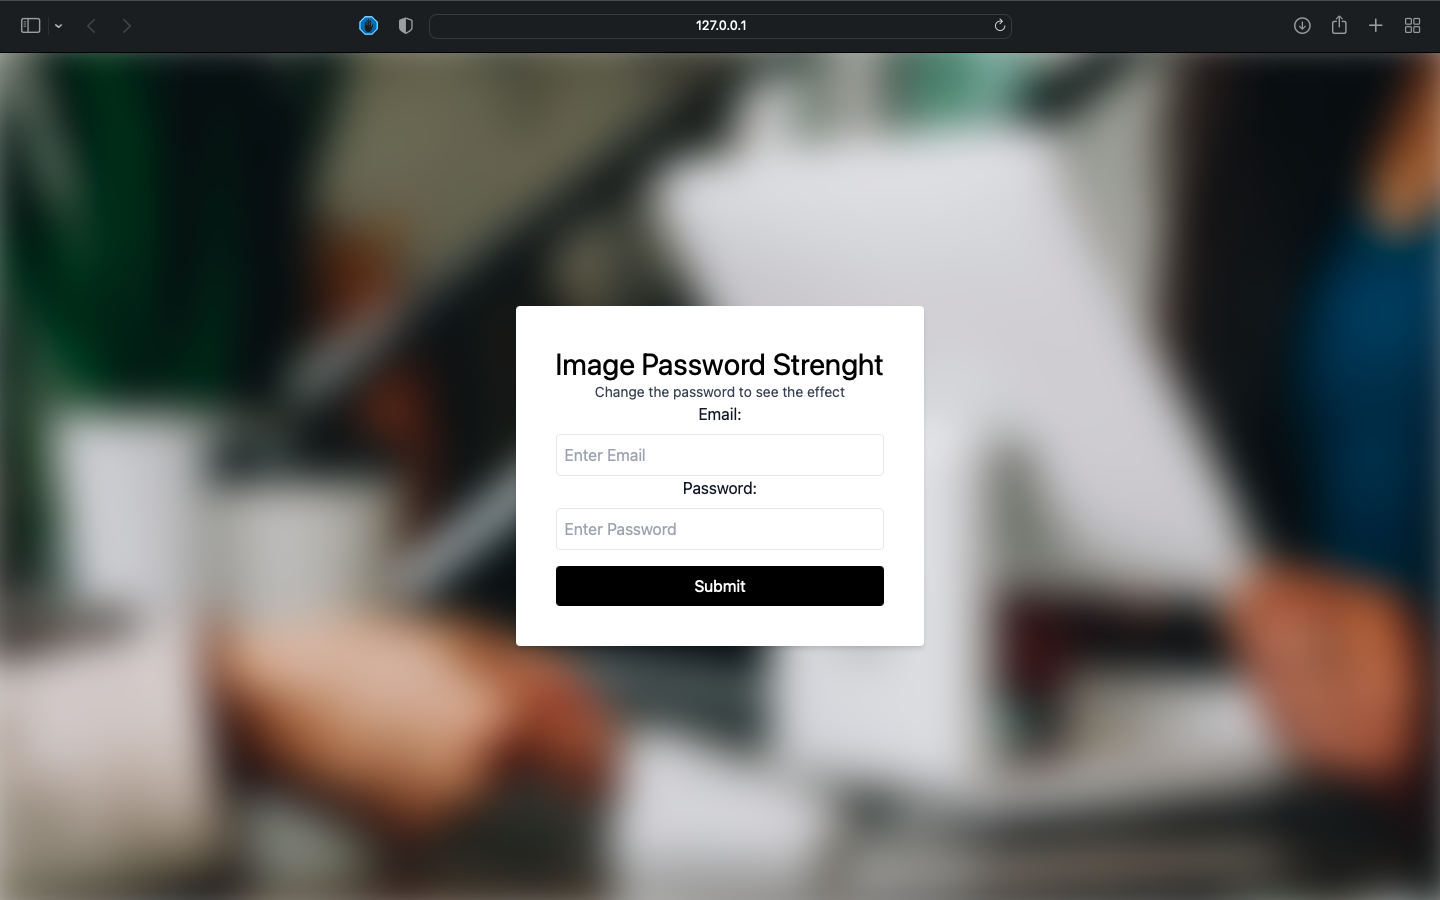 127.0.0.1
Image Password Strenght
Change the password to see the effect
Email:
Enter Email
Password:
Enter Password
Submit